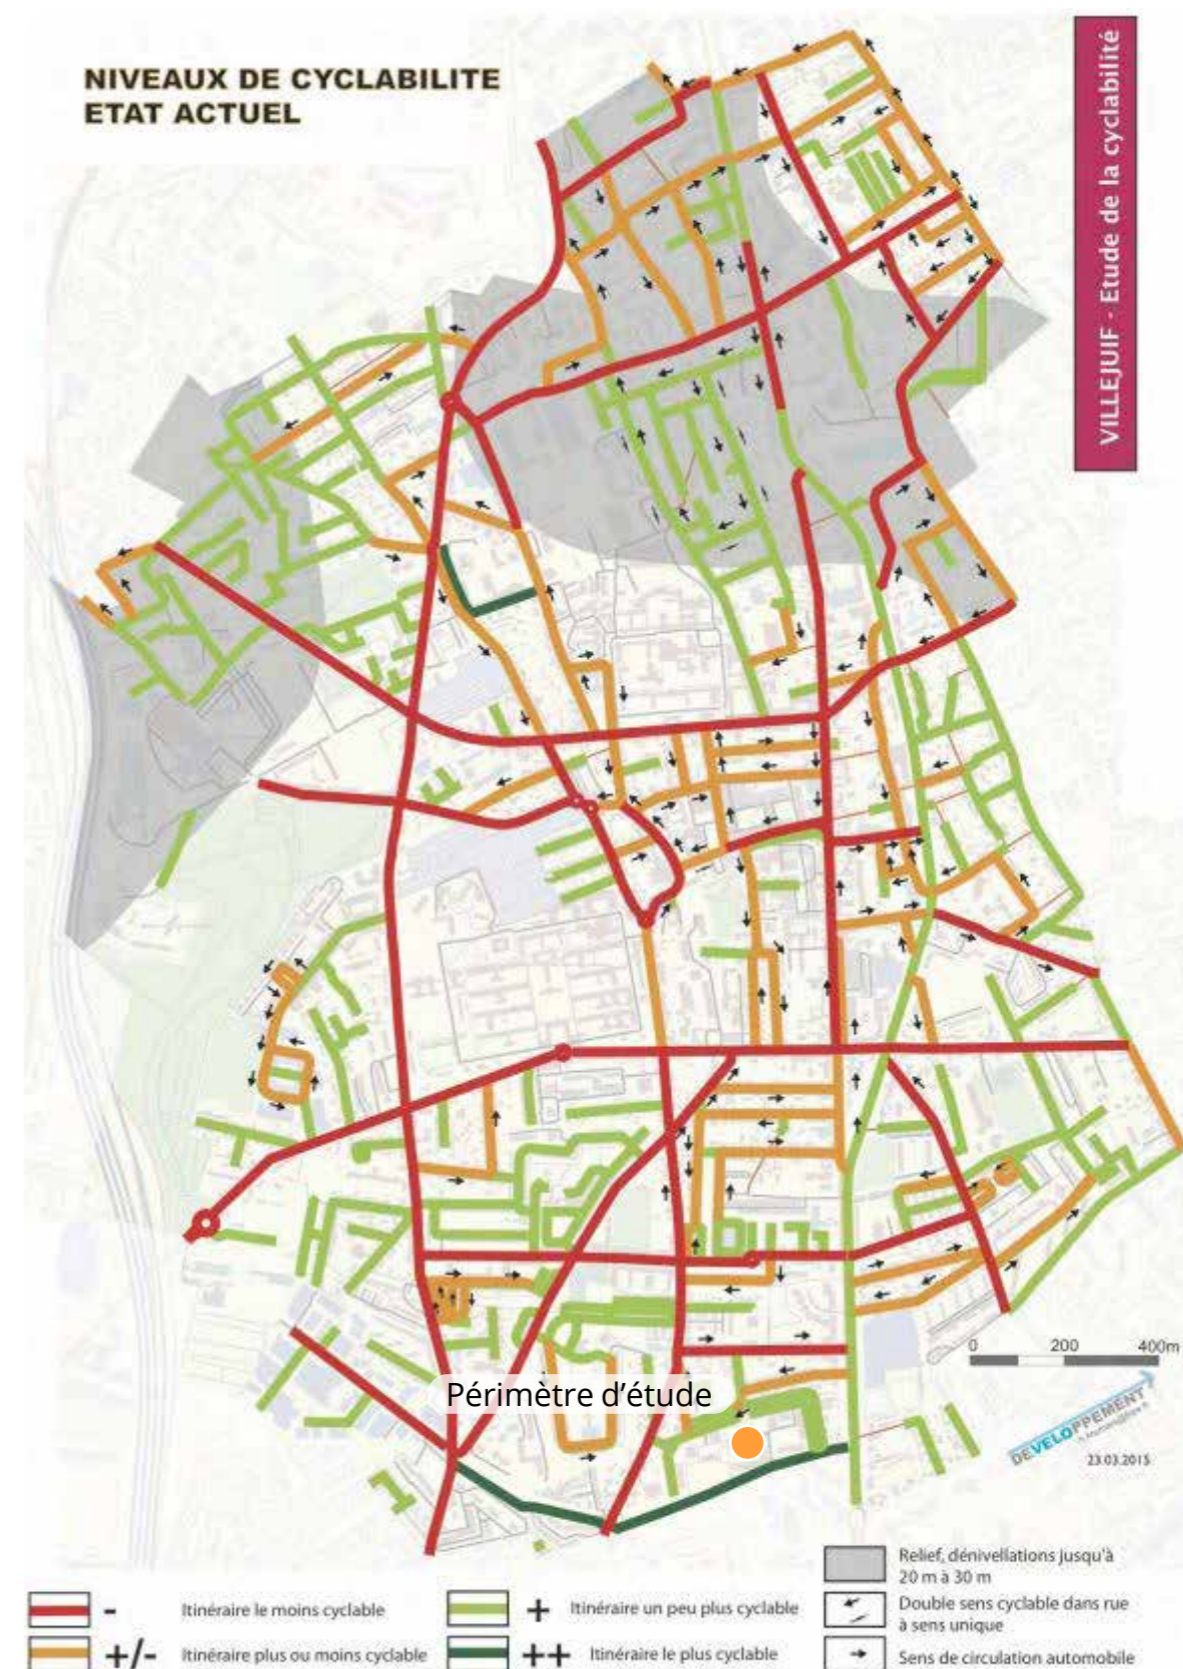 NIVEAUX DE CYCLABILITE
ETAT ACTUEL
VILLEJUIF - Etude de la cyclabilité
Périmètre d'étude
0 200 400m
DEVELOPPEMENT
23.03.2015
- Itinéraire le moins cyclable
+/- Itinéraire plus ou moins cyclable
+ Itinéraire un peu plus cyclable
++ Itinéraire le plus cyclable
Relief, dénivellations jusqu'à
20 m à 30 m
Double sens cyclable dans rue
à sens unique
Sens de circulation automobile